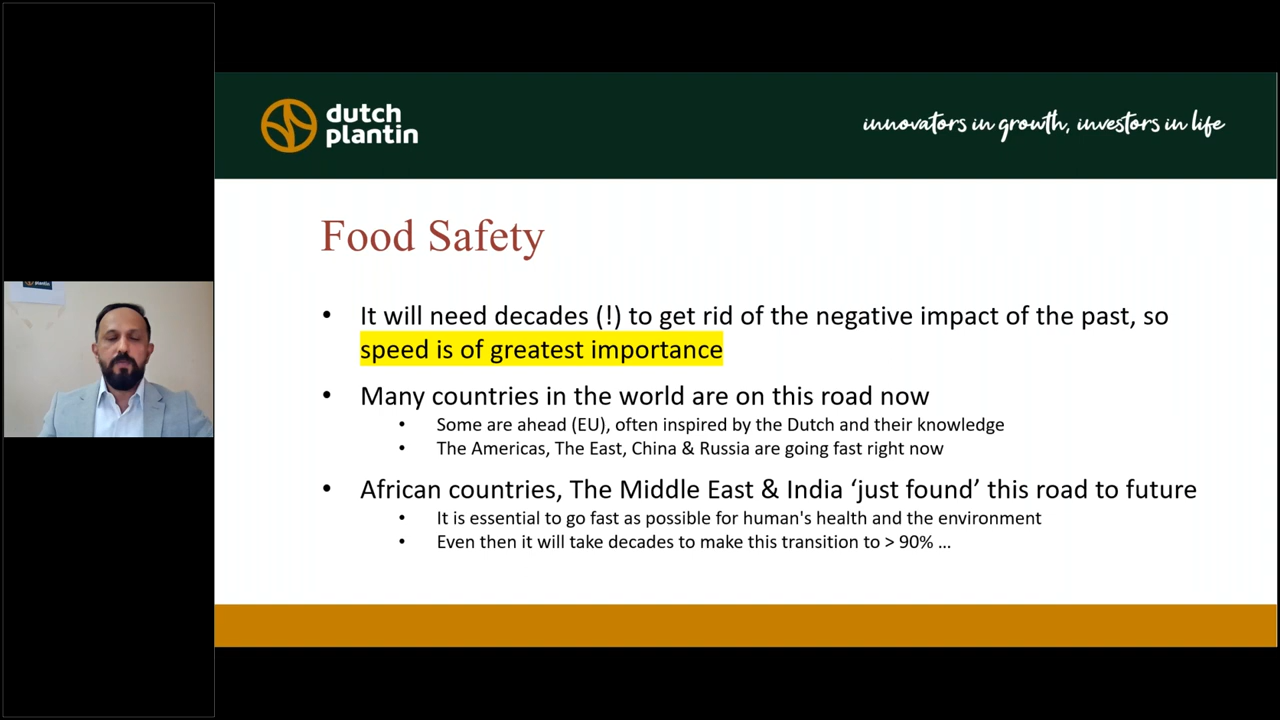 dutch
plantin
innovators in growth, investors in life
Food Safety
• It will need decades (!) to get rid of the negative impact of the past, so
speed is of greatest importance
• Many countries in the world are on this road now
• Some are ahead (EU), often inspired by the Dutch and their knowledge
• The Americas, The East, China & Russia are going fast right now
• African countries, The Middle East & India ‘just found’ this road to future
• It is essential to go fast as possible for human's health and the environment
• Even then it will take decades to make this transition to > 90% ...
plantin